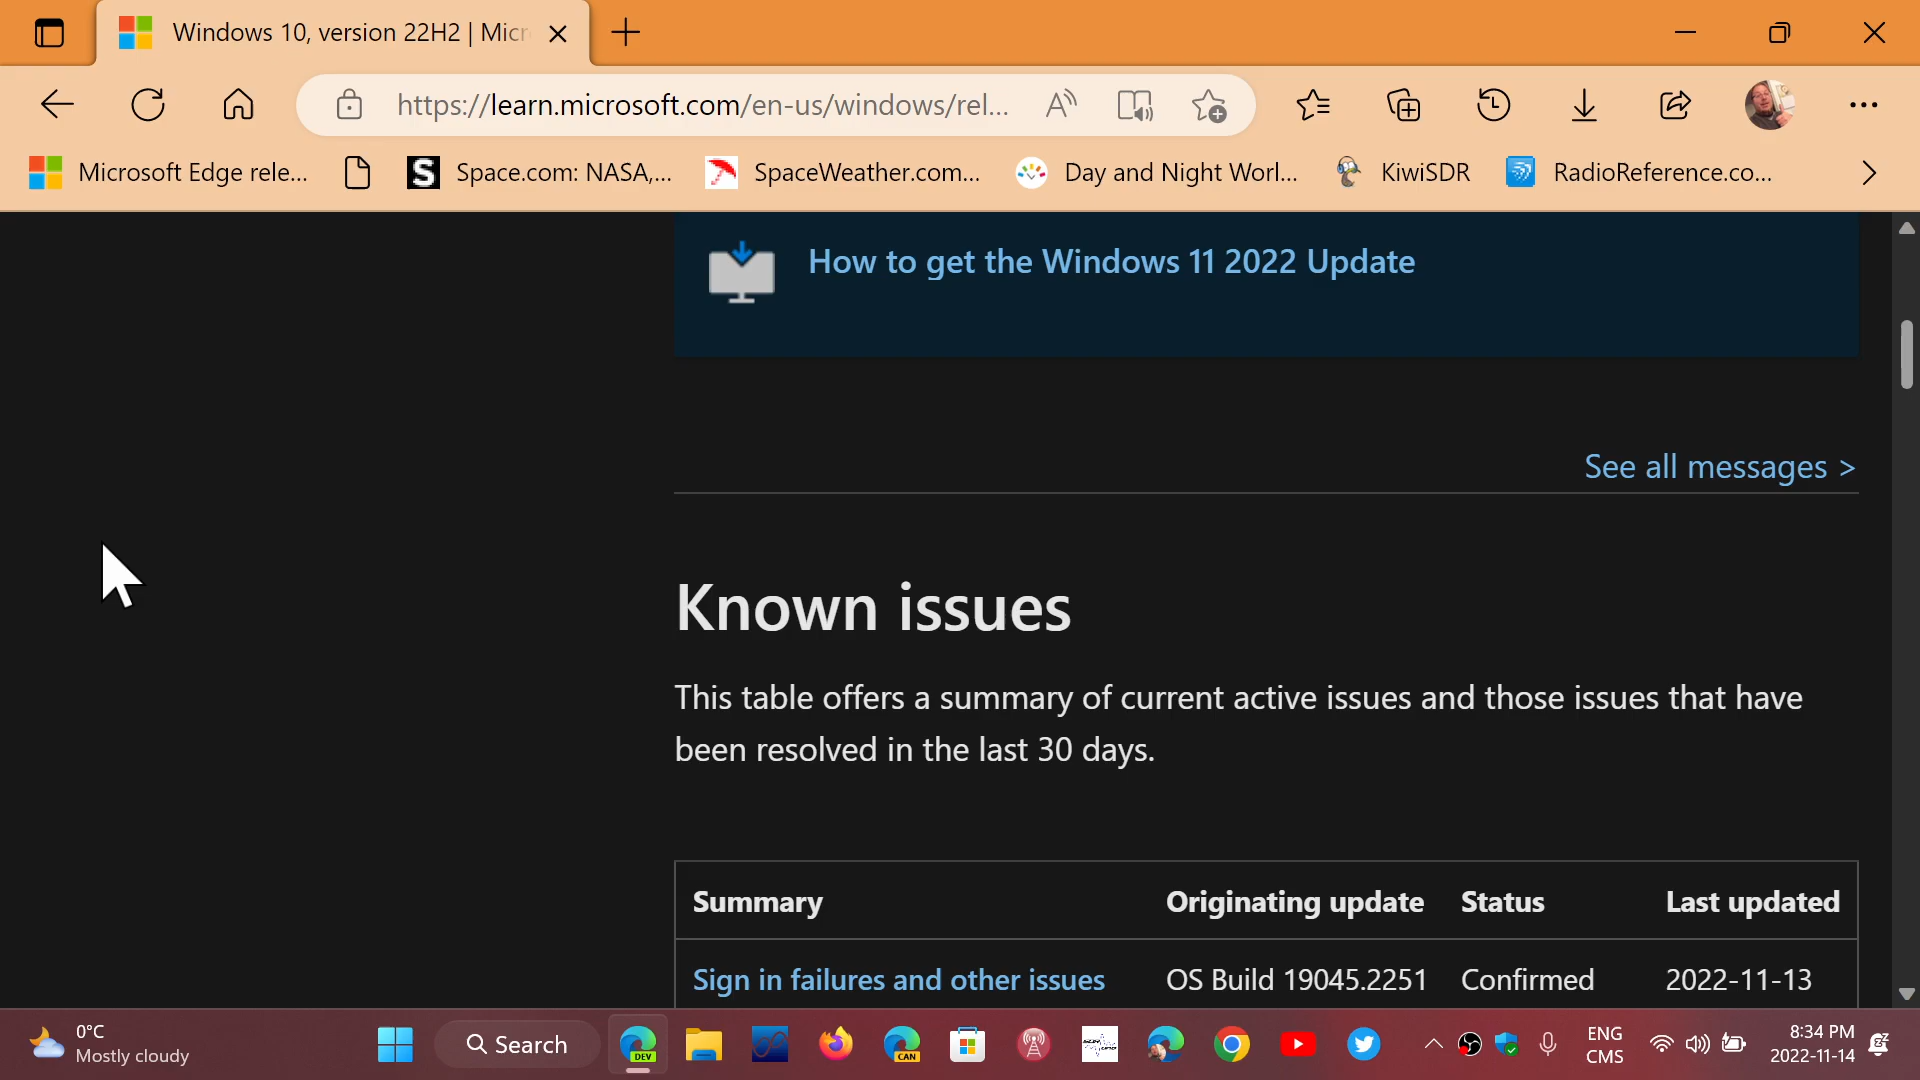 Windows 10, version 22H2 | Micr
https://learn.microsoft.com/en-us/windows/rel...
Microsoft Edge rele...
S Space.com: NASA,...
SpaceWeather.com...
Day and Night Worl...
KiwiSDR
RadioReference.co...
How to get the Windows 11 2022 Update
See all messages >
Known issues
This table offers a summary of current active issues and those issues that have
been resolved in the last 30 days.
Summary Originating update Status Last updated
Sign in failures and other issues OS Build 19045.2251 Confirmed 2022-11-13
0°C
Mostly cloudy
Search
DEV
CAN
ENG
CMS
8:34 PM
2022-11-14